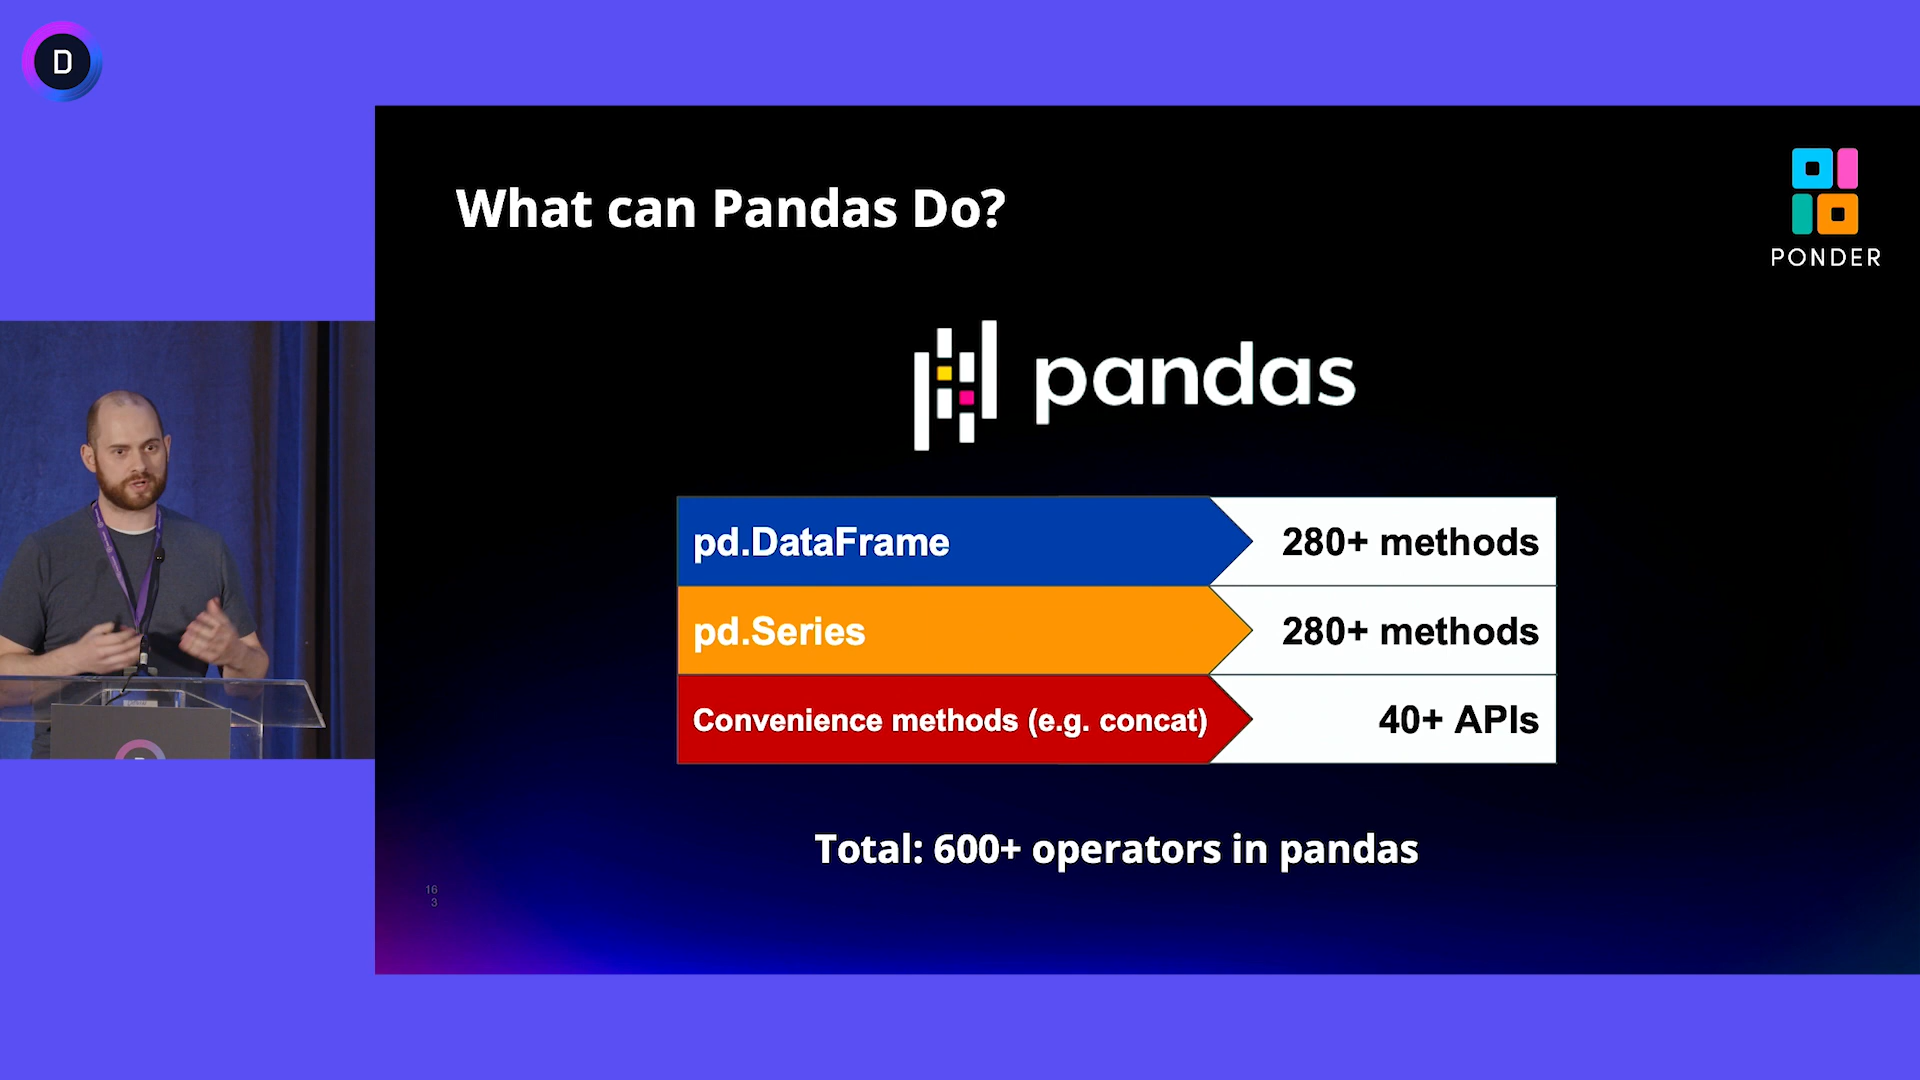 D
What can Pandas Do?
PONDER
pandas
pd.DataFrame 280+ methods
pd.Series 280+ methods
Convenience methods (e.g. concat) 40+ APIs
Total: 600+ operators in pandas
16
3